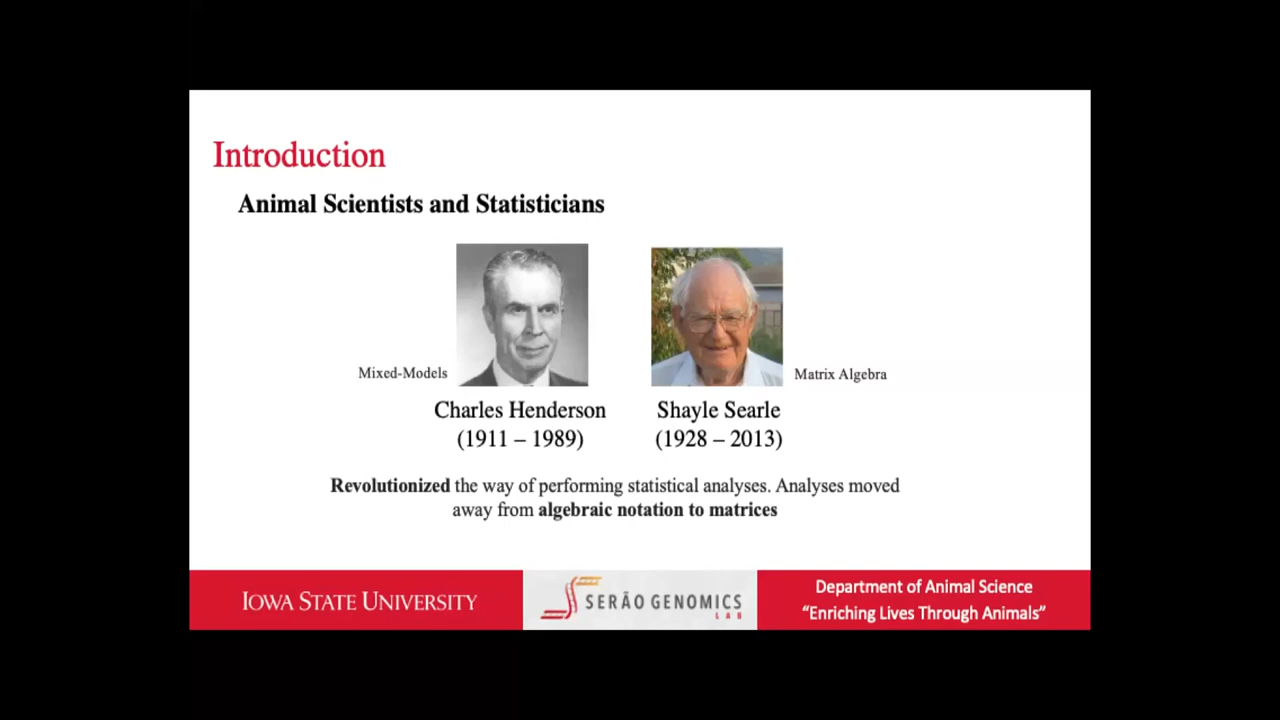 Introduction
Animal Scientists and Statisticians
Mixed-Models
Matrix Algebra
Charles Henderson
(1911 – 1989)
Shayle Searle
(1928 – 2013)
Revolutionized the way of performing statistical analyses. Analyses moved
away from algebraic notation to matrices
IOWA STATE UNIVERSITY
SERÃO GENOMICS
LAB
Department of Animal Science
“Enriching Lives Through Animals”